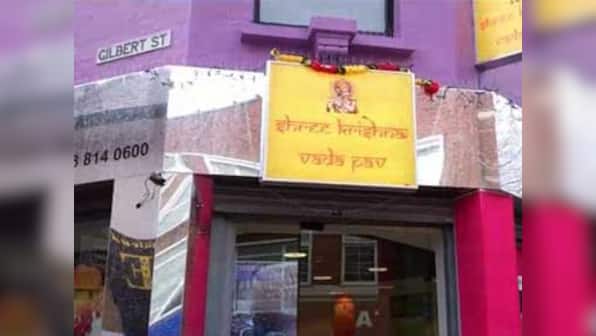 GILBERT ST
shree krishna
vada pav
8 814 0600